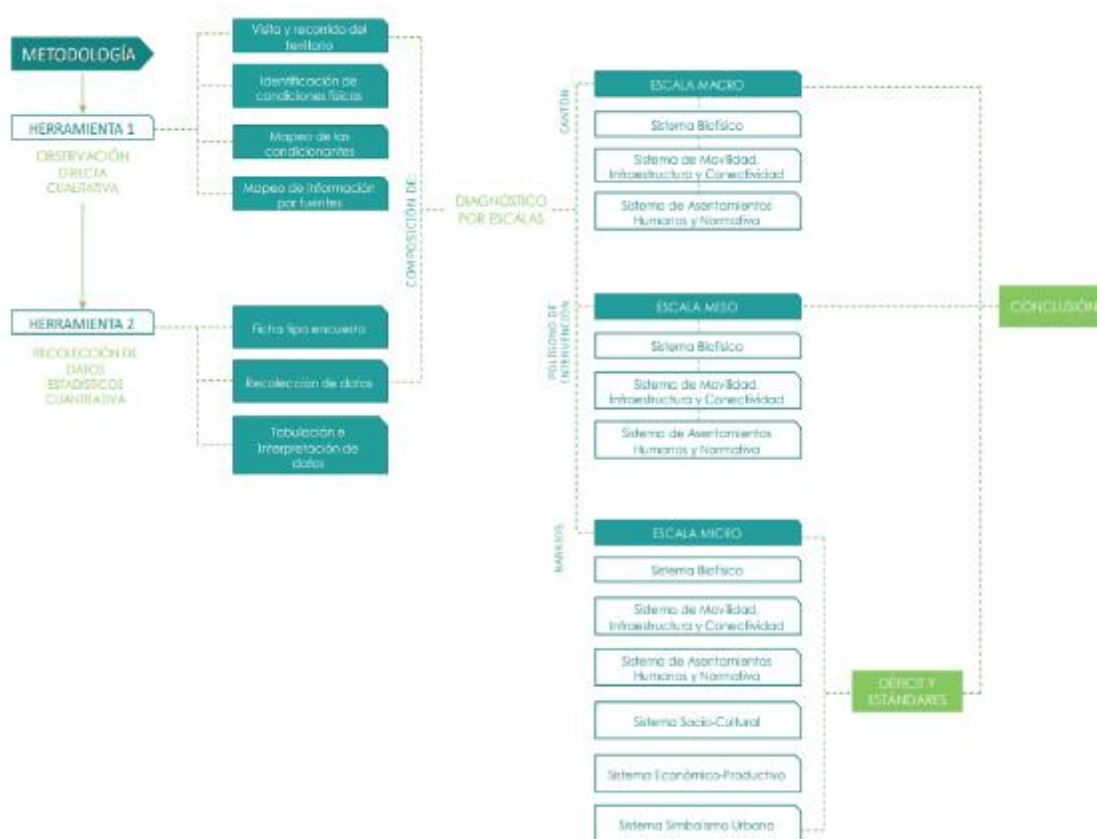 METODOLOGÍA
HERRAMIENTA 1
OBSERVACIÓN
DIRECTA
CUALITATIVA
HERRAMIENTA 2
RECOLECCIÓN DE
DATOS
ESTADÍSTICOS
CUANTITATIVA
Visita y recorrido del
territorio
Identificación de
condiciones físicas
Mapeo de las
condicionantes
Mapeo de información
por fuentes
Ficha tipo encuesta
Recolección de datos
Tabulación e
Interpretación de
datos
COMPOSICIÓN DE:
DIAGNÓSTICO
POR ESCALAS
CANTÓN
ESCALA MACRO
Sistema Biofísico
Sistema de Movilidad,
Infraestructura y Conectividad
Sistema de Asentamientos
Humanos y Normativa
POLÍGONO DE
INTERVENCIÓN
ESCALA MESO
Sistema Biofísico
Sistema de Movilidad,
Infraestructura y Conectividad
Sistema de Asentamientos
Humanos y Normativa
BARRIOS
ESCALA MICRO
Sistema Biofísico
Sistema de Movilidad,
Infraestructura y Conectividad
Sistema de Asentamientos
Humanos y Normativa
Sistema Socio-Cultural
Sistema Económico-Productivo
Sistema Simbolismo Urbano
DÉFICIT Y
ESTÁNDARES
CONCLUSIÓN